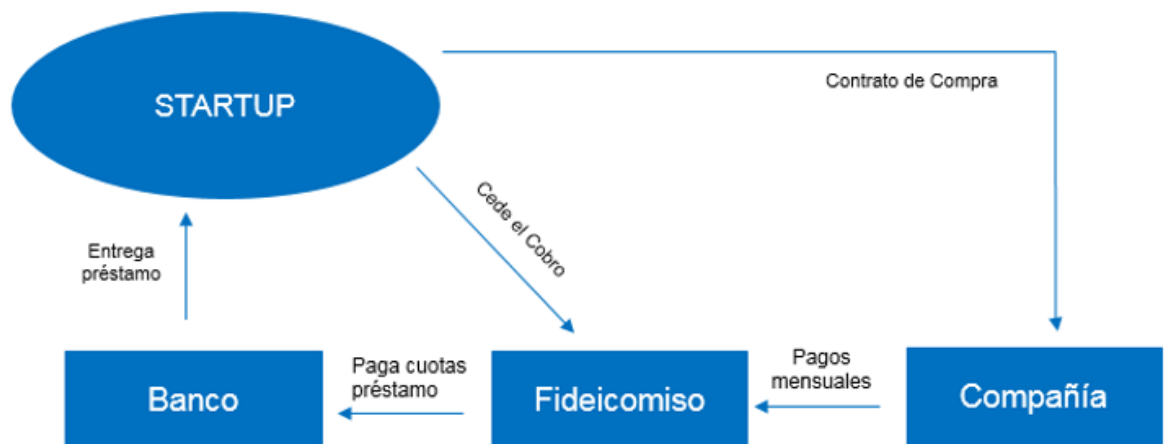 STARTUP
Contrato de Compra
Cede el Cobro
Entrega
préstamo
Banco
Paga cuotas
préstamo
Fideicomiso
Pagos
mensuales
Compañía